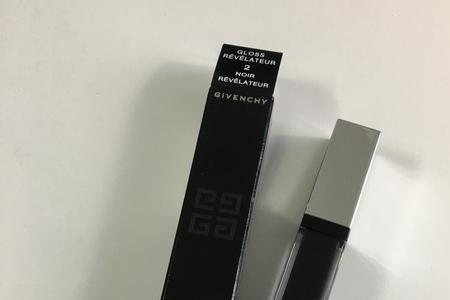 GLOSS
RÉVÉLATEUR
2
NOIR
RÉVÉLATEUR
GIVENCHY